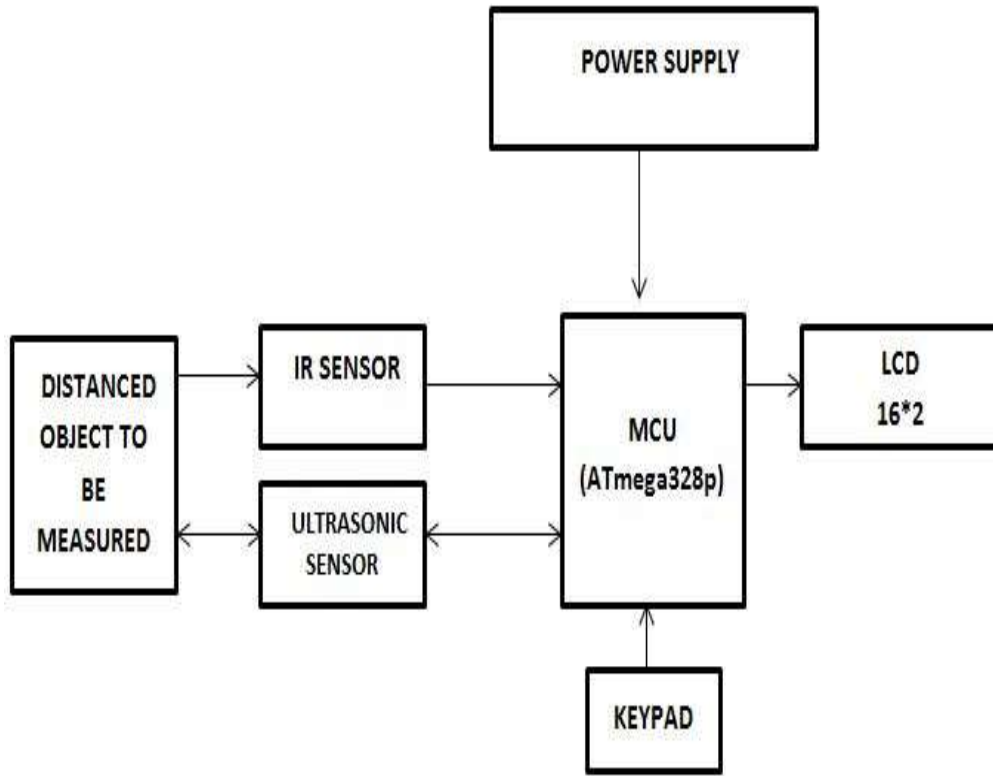 POWER SUPPLY
DISTANCED
OBJECT TO
BE
MEASURED
IR SENSOR
ULTRASONIC
SENSOR
MCU
(ATmega328p)
LCD
16*2
KEYPAD